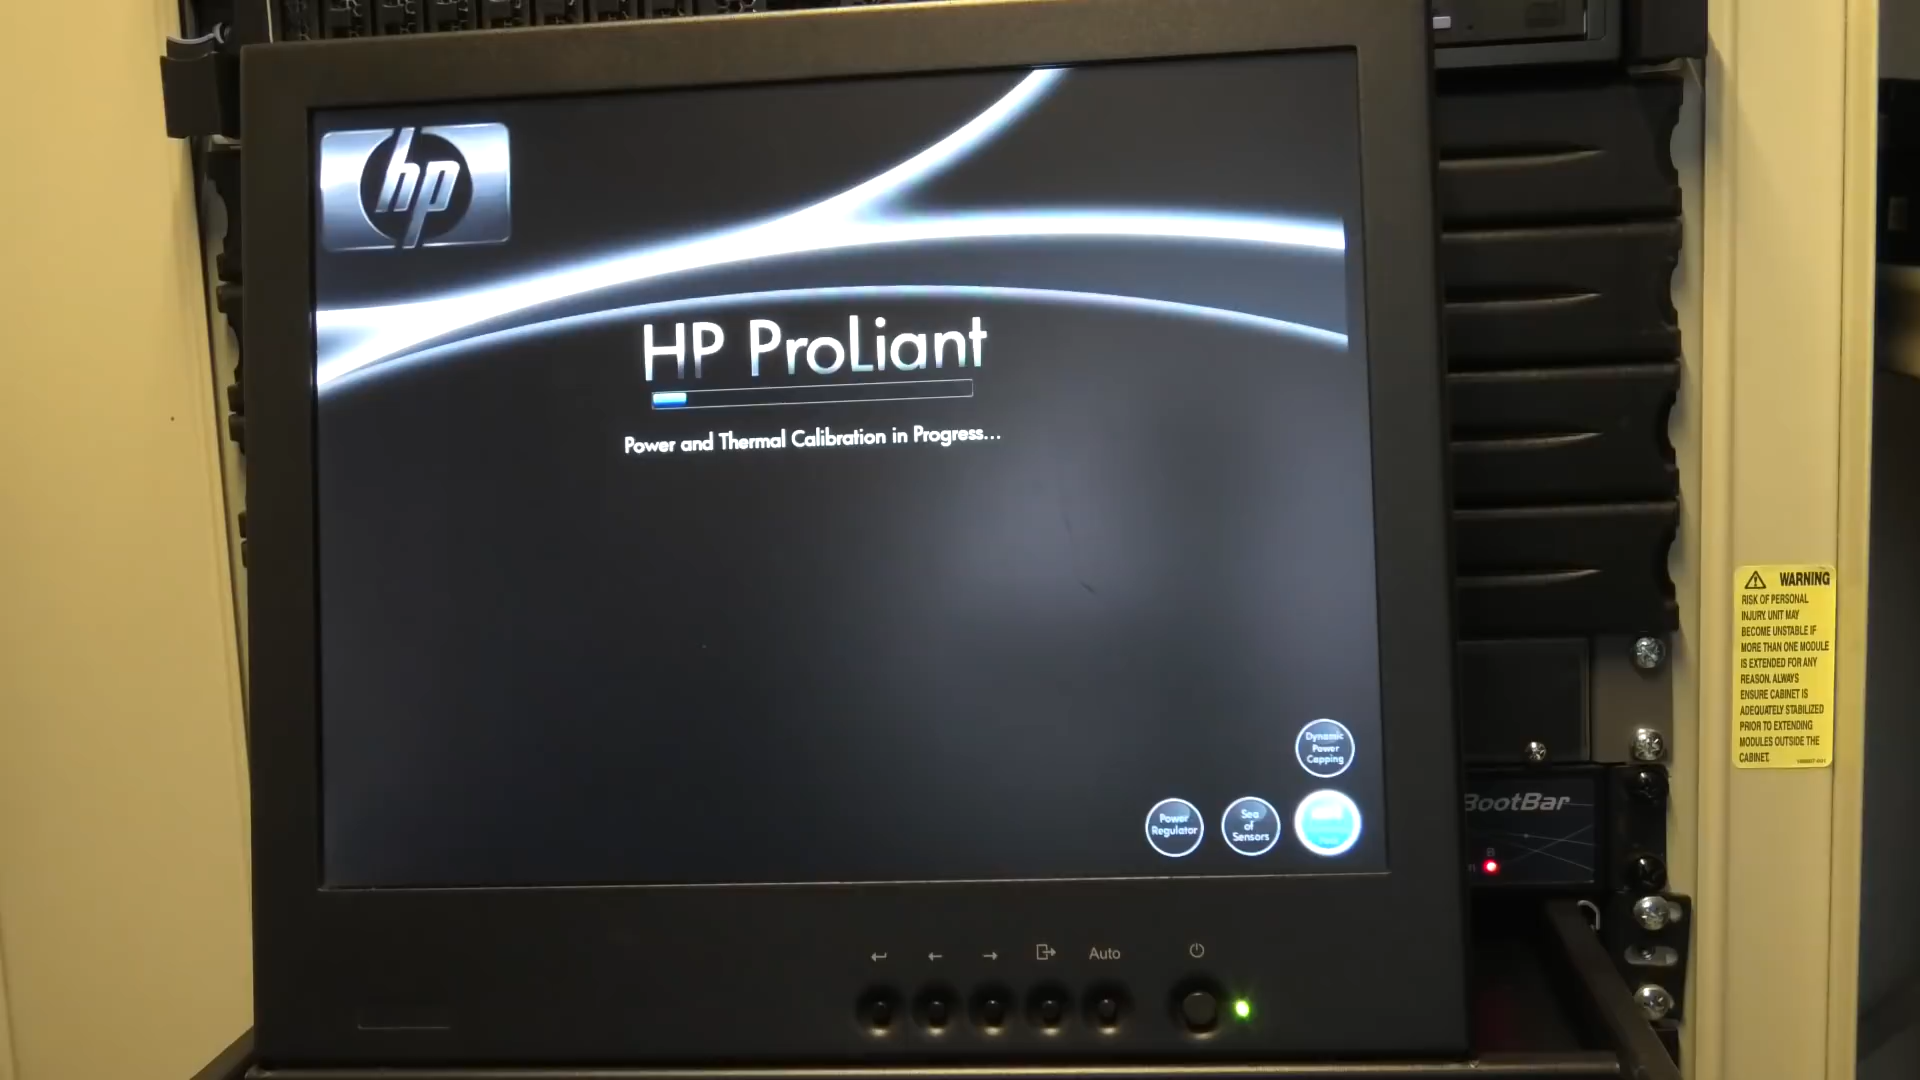 hp
HP ProLiant
Power and Thermal Calibration in Progress...
Dynamic
Power
Capping
Power
Regulator
Sea
of
Sensors
Auto
BootBar
B
WARNING
RISK OF PERSONAL
INJURY. UNIT MAY
BECOME UNSTABLE IF
MORE THAN ONE MODULE
IS EXTENDED FOR ANY
REASON. ALWAYS
ENSURE CABINET IS
ADEQUATELY STABILIZED
PRIOR TO EXTENDING
MODULES OUTSIDE THE
CABINET.